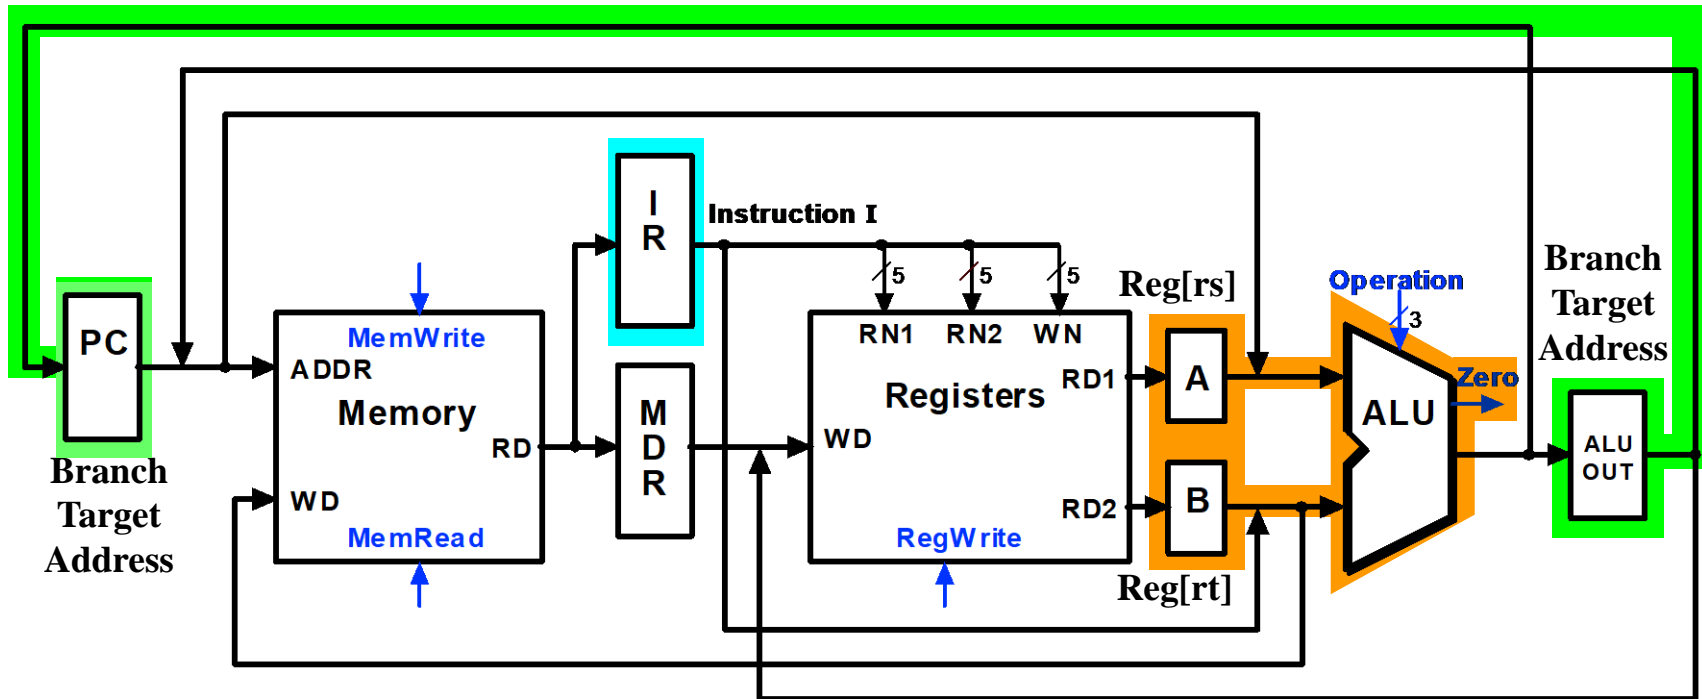 I
R
Instruction I
5
5
5
Reg[rs]
Operation
3
Branch
Target
Address
PC
MemWrite
ADDR
Memory
RD
WD
MemRead
M
D
R
RN1
RN2
WN
RD1
Registers
WD
RD2
RegWrite
A
B
Zero
ALU
ALU
OUT
Branch
Target
Address
Reg[rt]